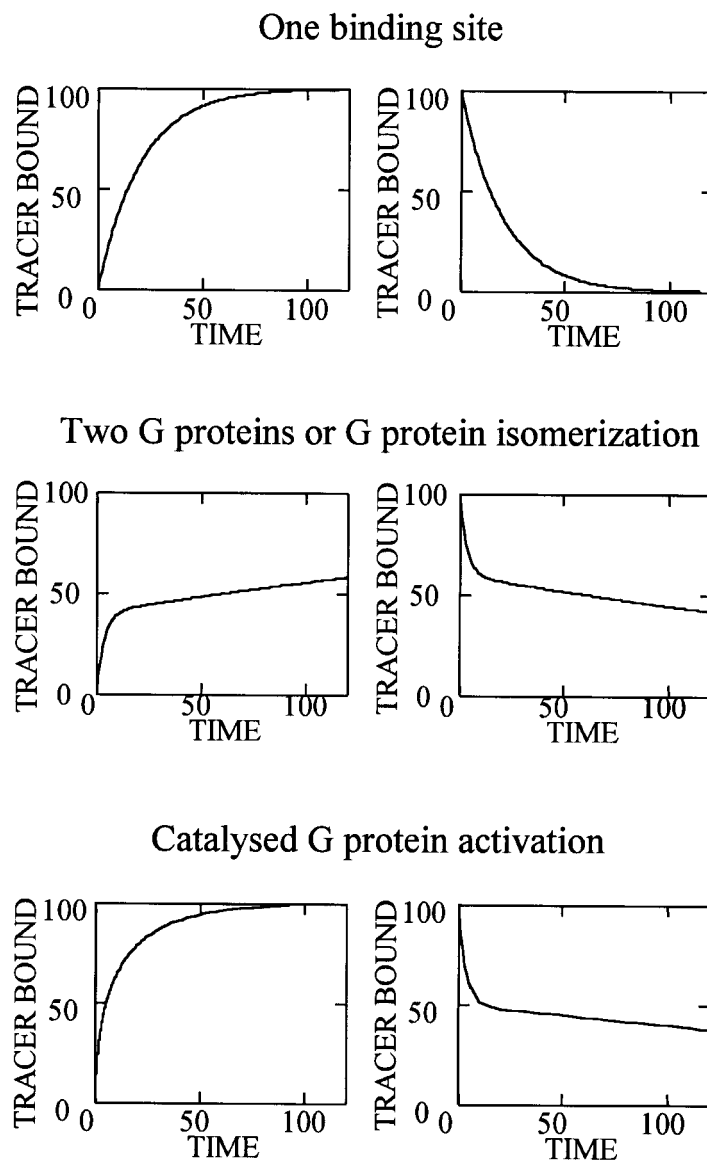 One binding site
TRACER BOUND
100
50
0
0
50
100
TIME
TRACER BOUND
100
50
0
0
50
100
TIME
Two G proteins or G protein isomerization
TRACER BOUND
100
50
0
0
50
100
TIME
TRACER BOUND
100
50
0
0
50
100
TIME
Catalysed G protein activation
TRACER BOUND
100
50
0
0
50
100
TIME
TRACER BOUND
100
50
0
0
50
100
TIME